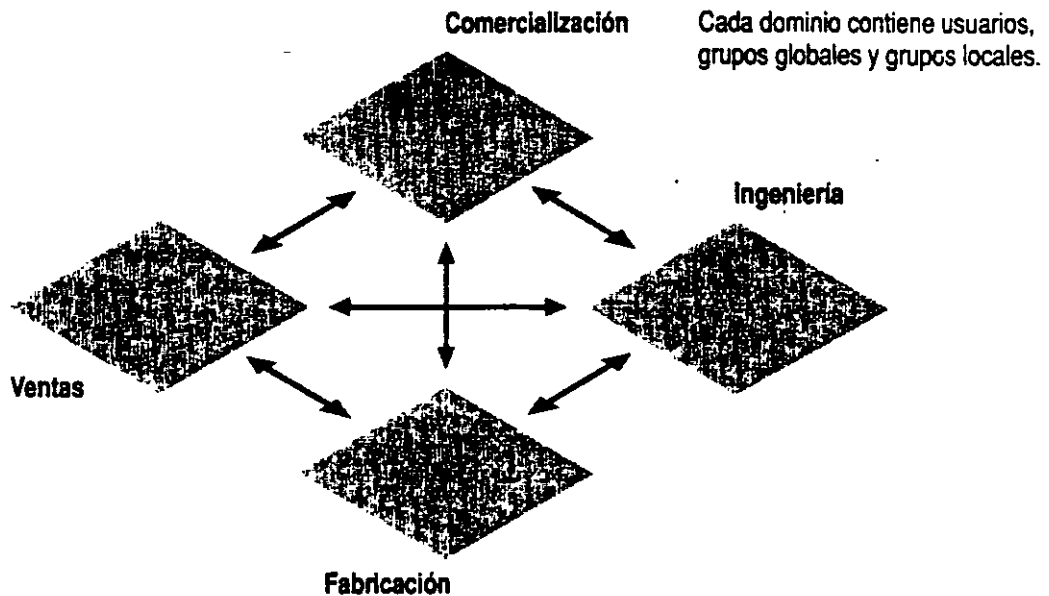 Comercialización
Cada dominio contiene usuarios,
grupos globales y grupos locales.
Ingeniería
Ventas
Fabricación